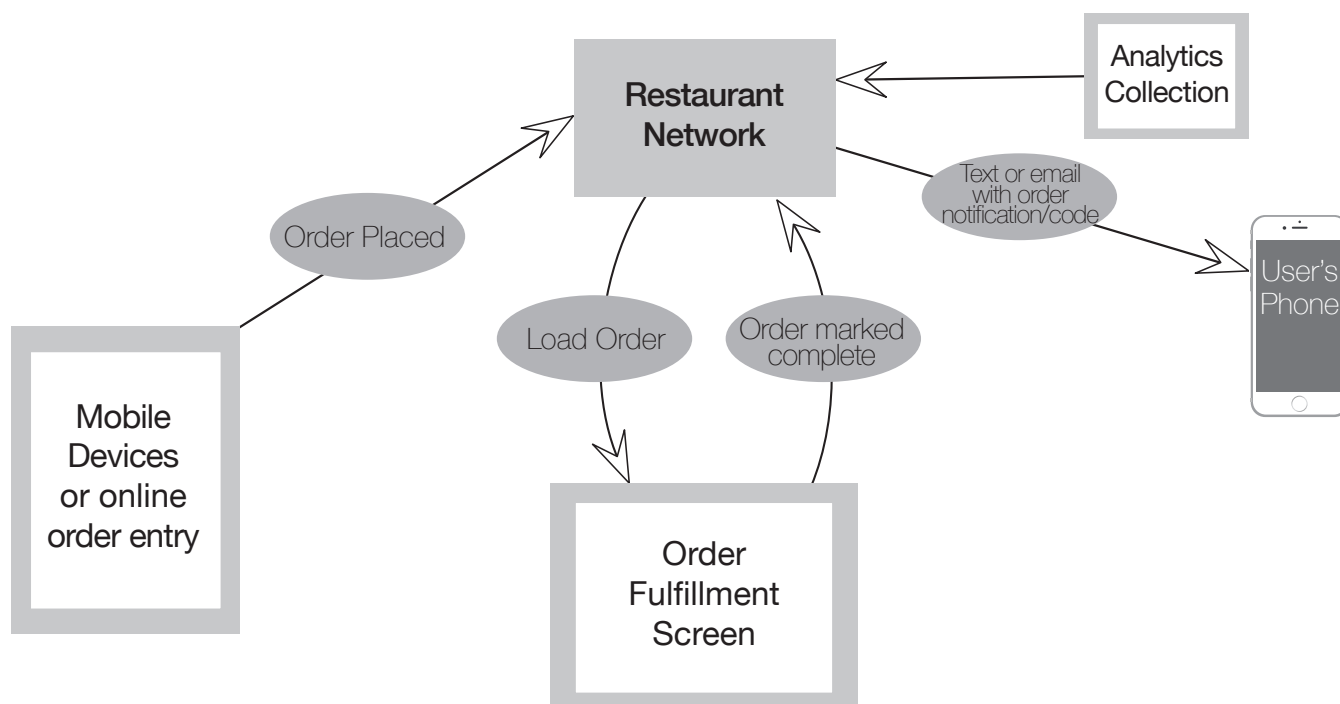 Restaurant
Network
Analytics
Collection
Order Placed
Text or email
with order
notification/code
User's
Phone
Load Order
Order marked
complete
Mobile
Devices
or online
order entry
Order
Fulfillment
Screen